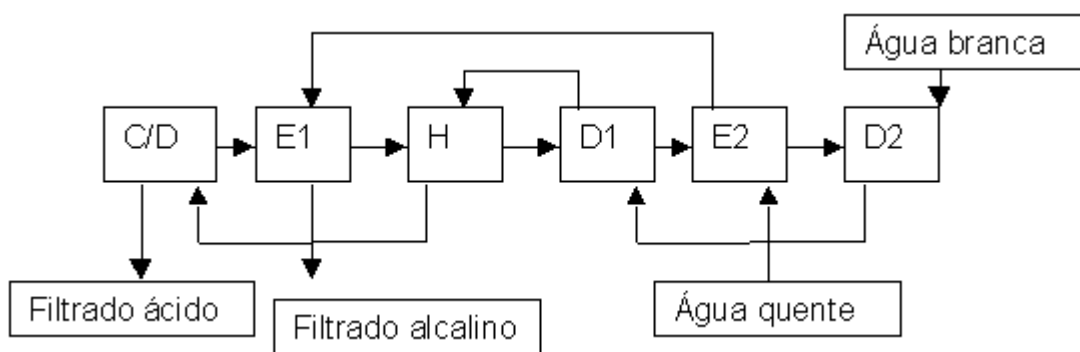 Água branca
C/D
E1
H
D1
E2
D2
Filtrado ácido
Filtrado alcalino
Água quente